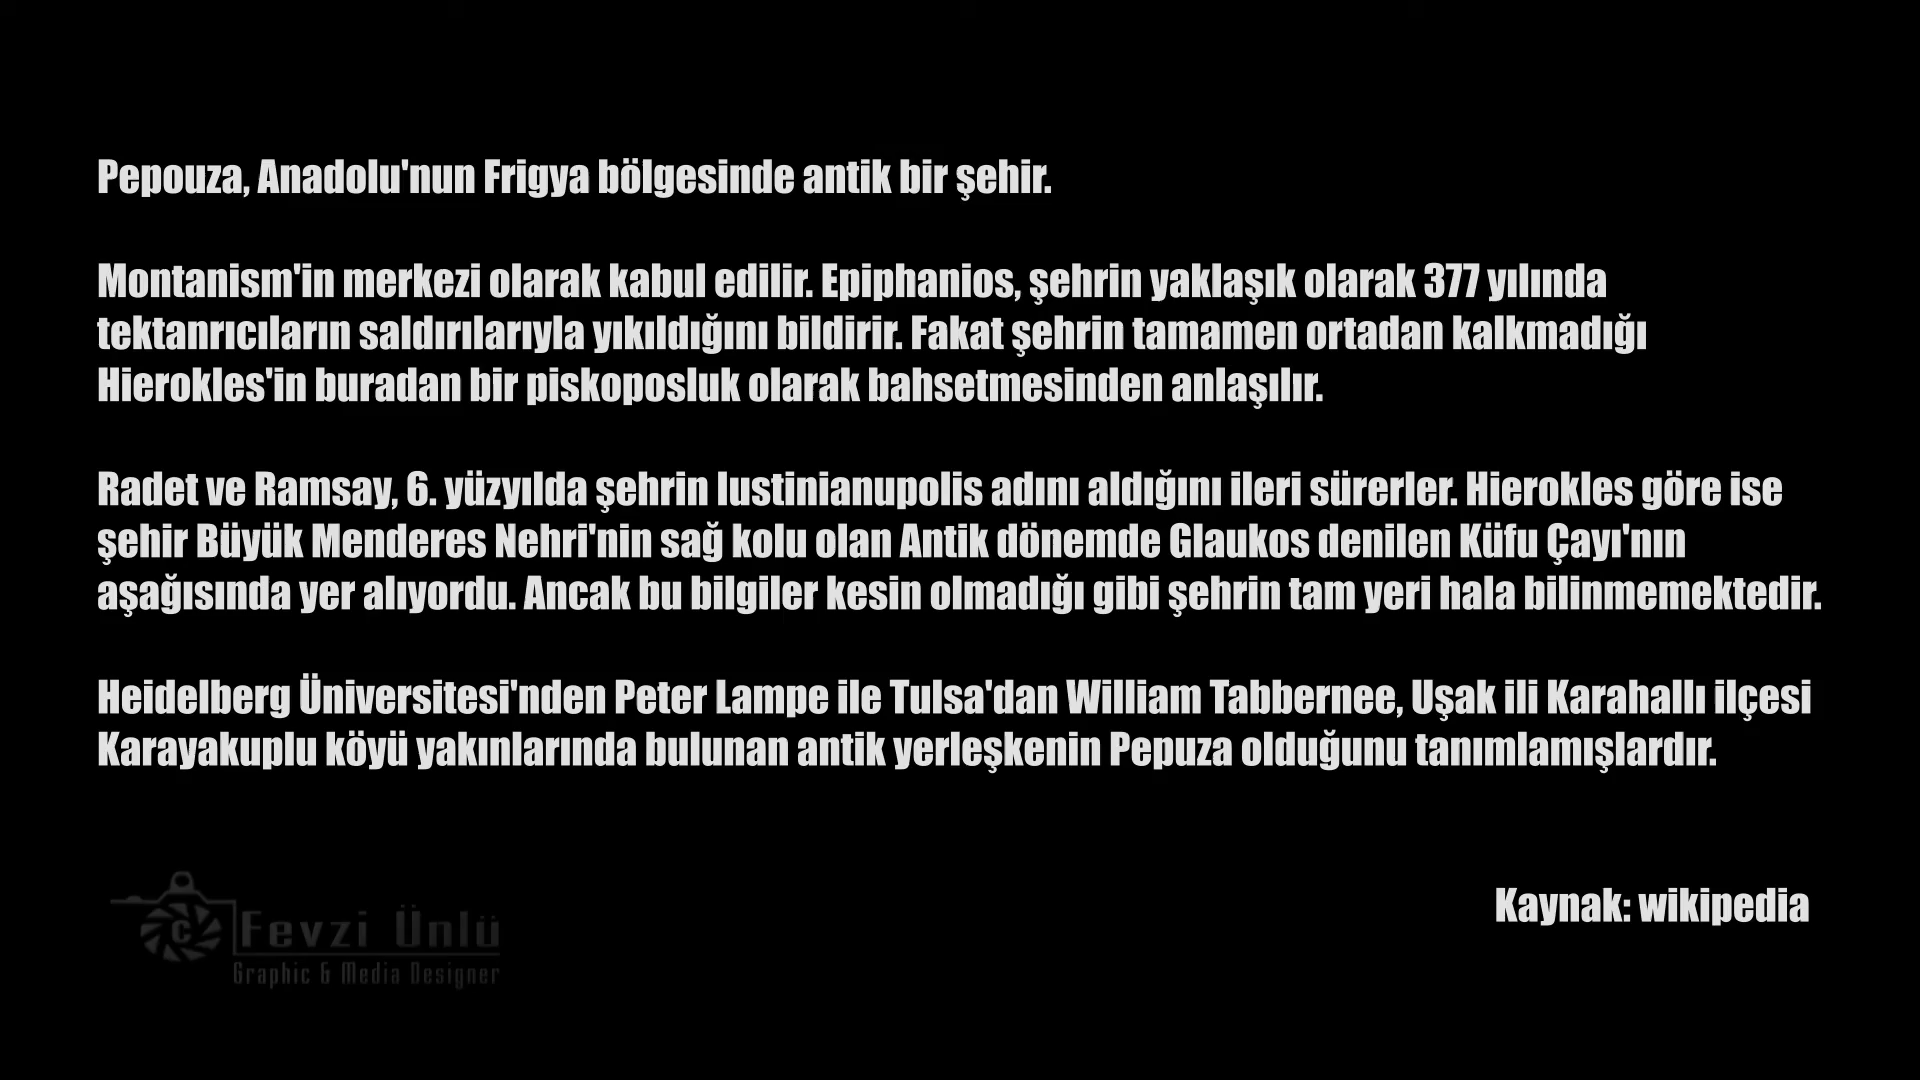 Pepouza, Anadolu'nun Frigya bölgesinde antik bir şehir.
Montanism'in merkezi olarak kabul edilir. Epiphanios, şehrin yaklaşık olarak 377 yılında
tektanrıcıların saldırılarıyla yıkıldığını bildirir. Fakat şehrin tamamen ortadan kalkmadığı
Hierokles'in buradan bir piskoposluk olarak bahsetmesinden anlaşılır.
Radet ve Ramsay, 6. yüzyılda şehrin Iustinianupolis adını aldığını ileri sürerler. Hierokles göre ise
şehir Büyük Menderes Nehri'nin sağ kolu olan Antik dönemde Glaukos denilen Küfu Çayı'nın
aşağısında yer alıyordu. Ancak bu bilgiler kesin olmadığı gibi şehrin tam yeri hala bilinmemektedir.
Heidelberg Üniversitesi'nden Peter Lampe ile Tulsa'dan William Tabbernee, Uşak ili Karahallı ilçesi
Karayakuplu köyü yakınlarında bulunan antik yerleşkenin Pepuza olduğunu tanımlamışlardır.
Kaynak: wikipedia
C Fevzi Ünlü
Graphic & Media Designer